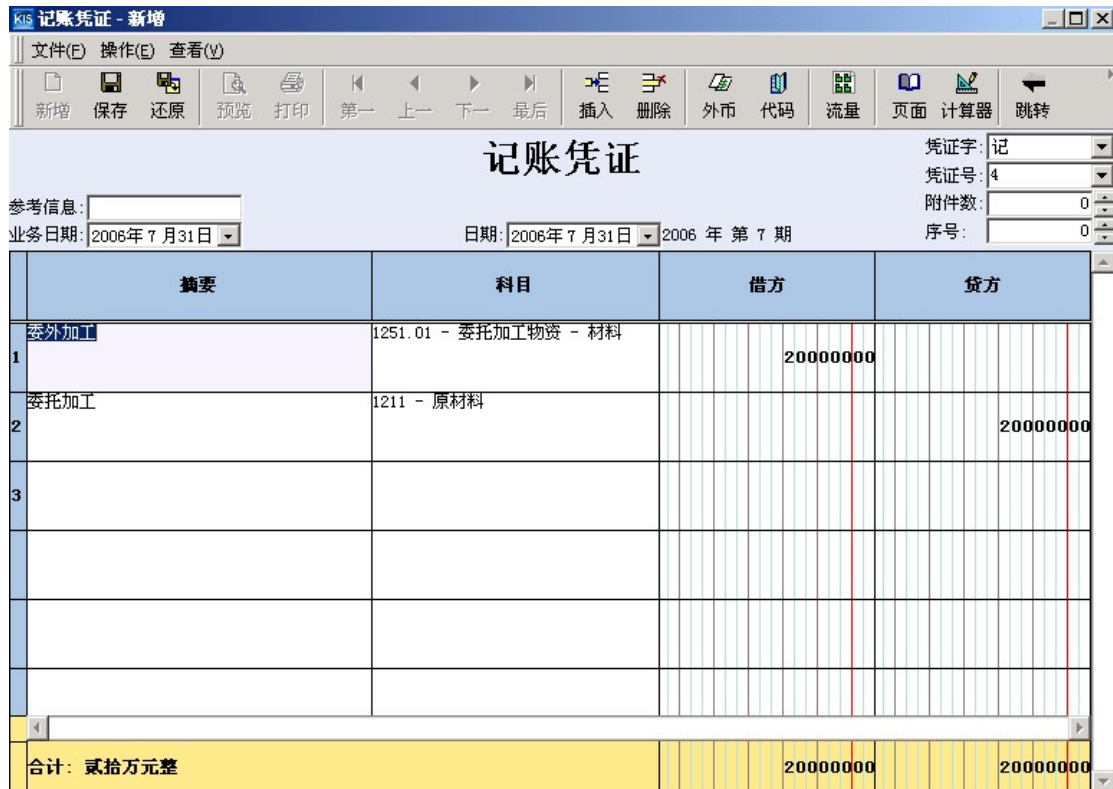 KIS 记账凭证 - 新增
文件(F) 操作(E) 查看(V)
新增 保存 还原 预览 打印 第一 上一 下一 最后 插入 删除 外币 代码 流量 页面 计算器 跳转
记账凭证
凭证字: 记
凭证号: 4
参考信息:
附件数: 0
业务日期: 2006年 7 月31日 日期: 2006年 7 月31日 2006 年 第 7 期
序号: 0
摘要 科目 借方 贷方
1 委外加工 1251.01 - 委托加工物资 - 材料 20000000
2 委托加工 1211 - 原材料 20000000
3
合计: 贰拾万元整 20000000 20000000